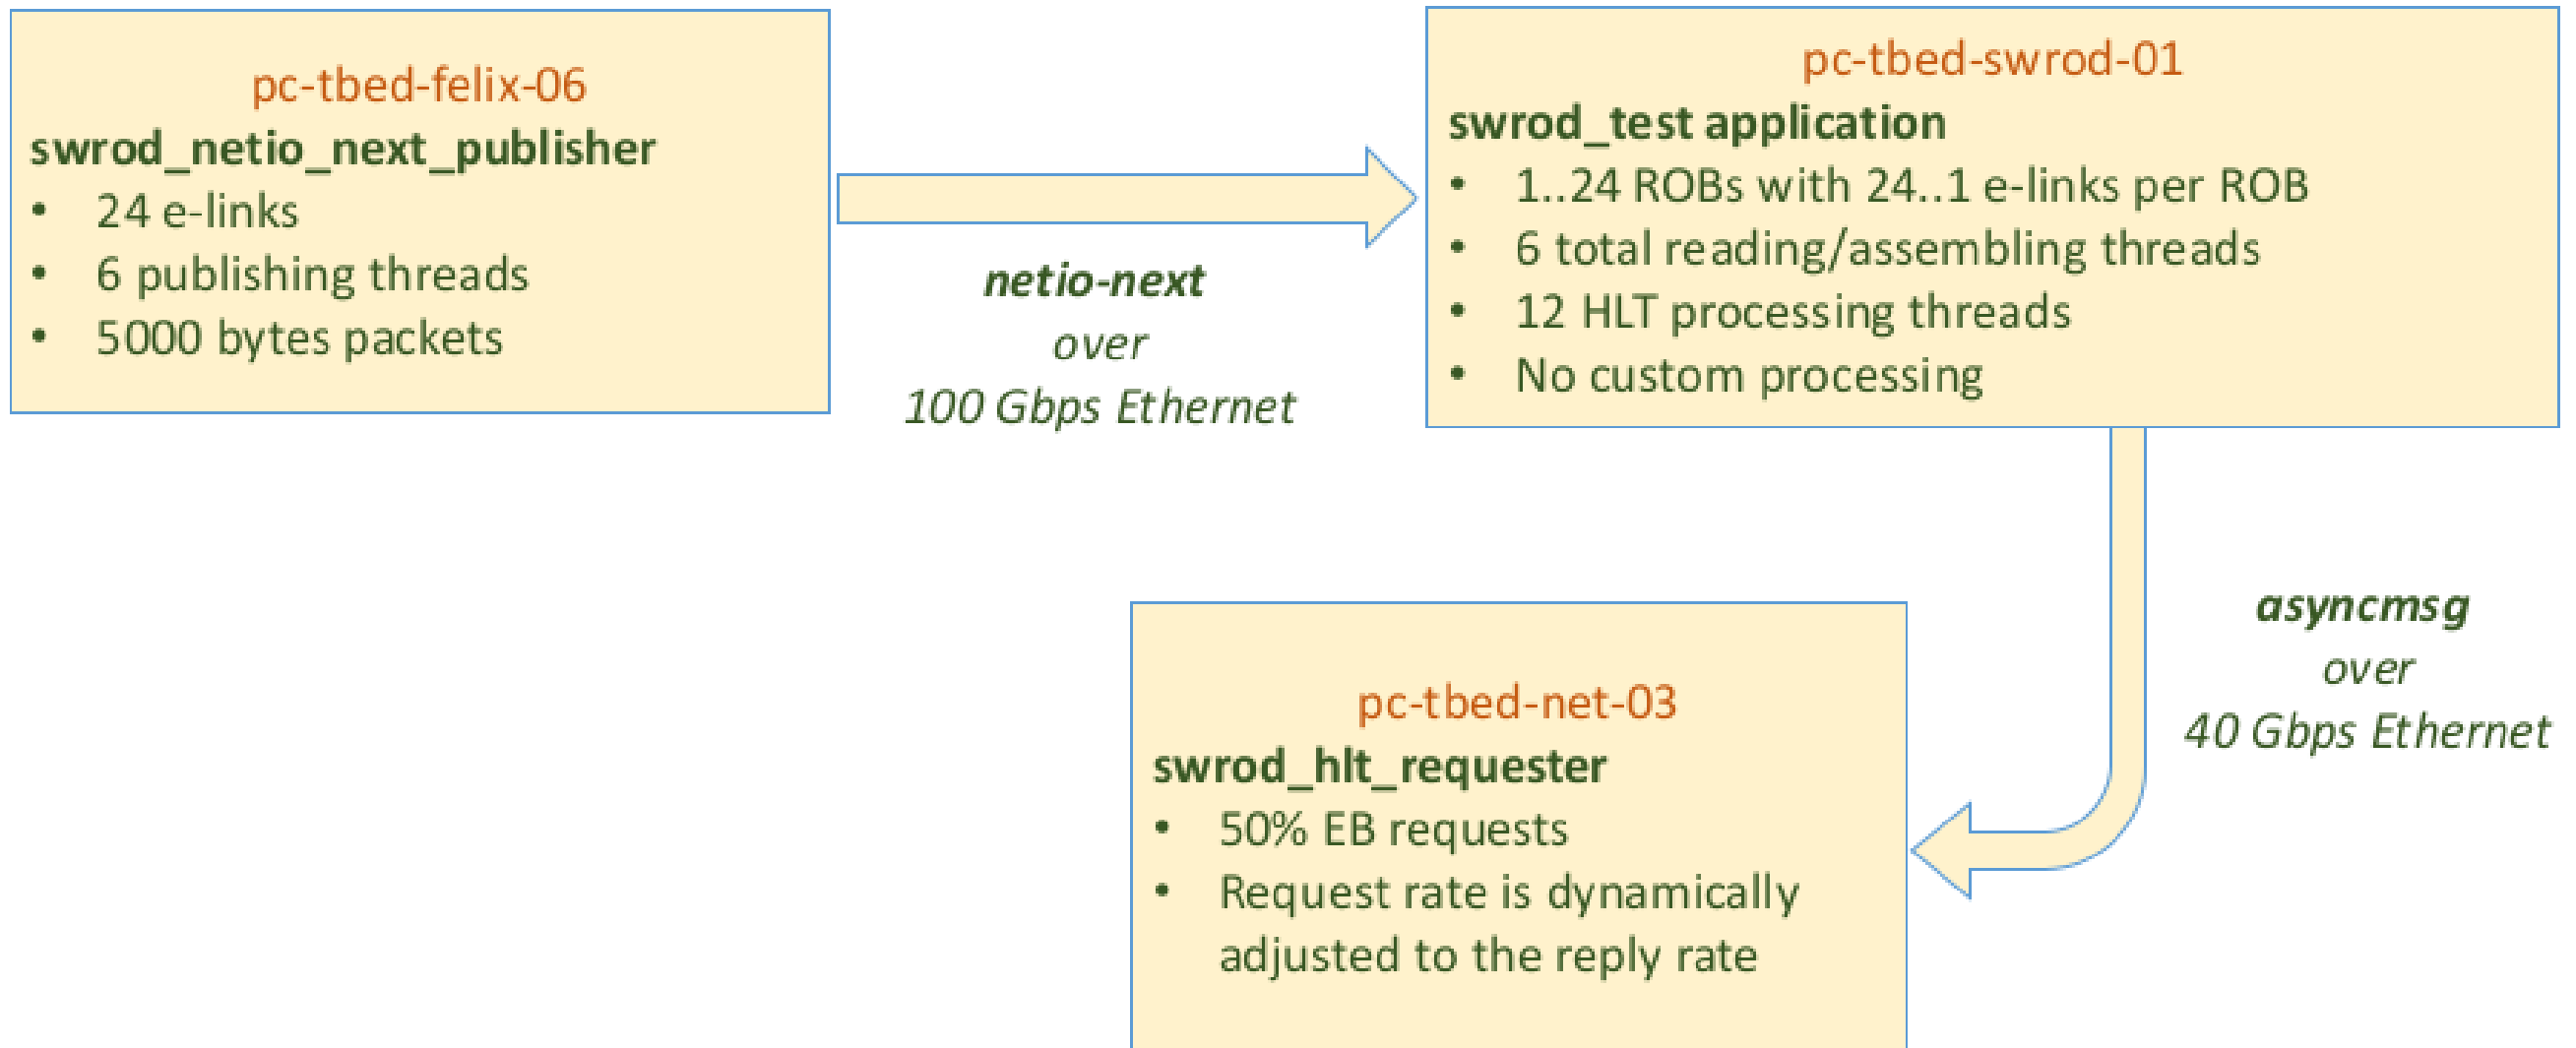 pc-tbed-felix-06
swrod_netio_next_publisher
• 24 e-links
• 6 publishing threads
• 5000 bytes packets
netio-next
over
100 Gbps Ethernet
pc-tbed-swrod-01
swrod_test application
• 1..24 ROBs with 24..1 e-links per ROB
• 6 total reading/assembling threads
• 12 HLT processing threads
• No custom processing
asyncmsg
over
40 Gbps Ethernet
pc-tbed-net-03
swrod_hlt_requester
• 50% EB requests
• Request rate is dynamically
adjusted to the reply rate